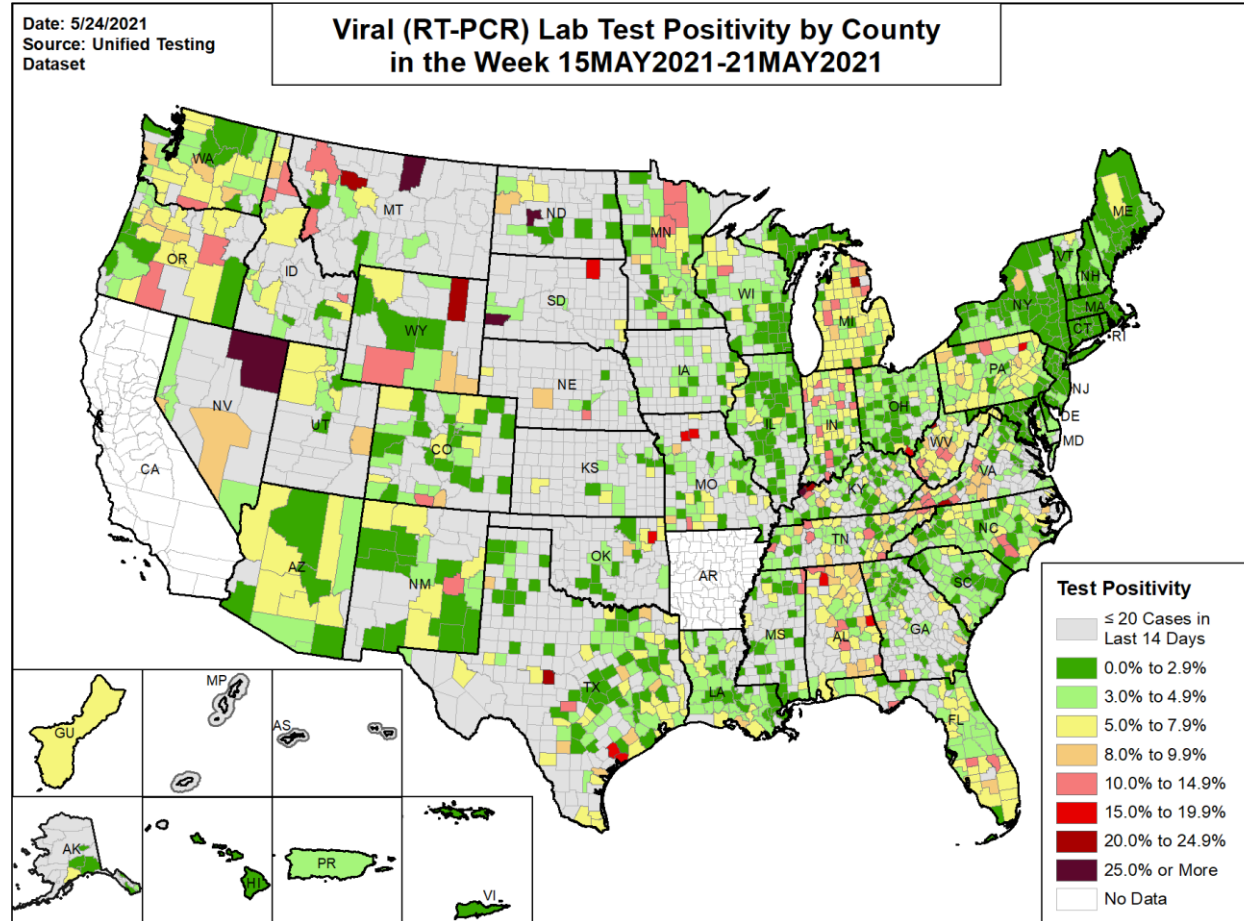 Date: 5/24/2021
Source: Unified Testing
Dataset
Viral (RT-PCR) Lab Test Positivity by County
in the Week 15MAY2021-21MAY2021
WA
MT
ND
MN
ME
OR
ID
WY
SD
WI
MI
VT
NH
NY
MA
CT
RI
NV
UT
CO
NE
IA
IL
IN
OH
PA
NJ
DE
MD
WV
VA
CA
KS
MO
KY
AZ
NM
OK
AR
TN
NC
SC
MS
AL
GA
TX
LA
FL
GU
MP
AS
AK
HI
PR
VI
Test Positivity
≤ 20 Cases in
Last 14 Days
0.0% to 2.9%
3.0% to 4.9%
5.0% to 7.9%
8.0% to 9.9%
10.0% to 14.9%
15.0% to 19.9%
20.0% to 24.9%
25.0% or More
No Data